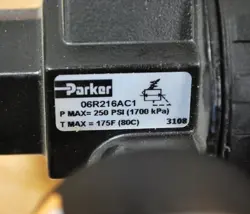 Parker
06R216AC1
P MAX= 250 PSI (1700 kPa)
T MAX= 175F (80C) 3108